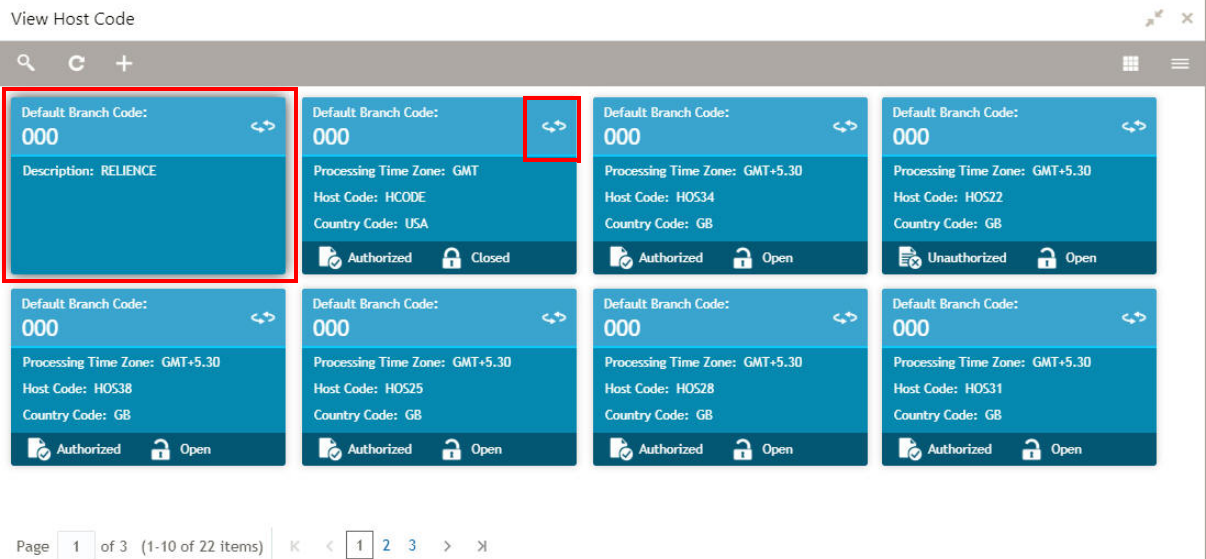 View Host Code
Default Branch Code:
000
Description: RELIENCE
Default Branch Code:
000
Processing Time Zone: GMT
Host Code: HCODE
Country Code: USA
Authorized Closed
Default Branch Code:
000
Processing Time Zone: GMT+5.30
Host Code: HOS34
Country Code: GB
Authorized Open
Default Branch Code:
000
Processing Time Zone: GMT+5.30
Host Code: HOS22
Country Code: GB
Unauthorized Open
Default Branch Code:
000
Processing Time Zone: GMT+5.30
Host Code: HOS38
Country Code: GB
Authorized Open
Default Branch Code:
000
Processing Time Zone: GMT+5.30
Host Code: HOS25
Country Code: GB
Authorized Open
Default Branch Code:
000
Processing Time Zone: GMT+5.30
Host Code: HOS28
Country Code: GB
Authorized Open
Default Branch Code:
000
Processing Time Zone: GMT+5.30
Host Code: HOS31
Country Code: GB
Authorized Open
Page 1 of 3 (1-10 of 22 items) 1 2 3